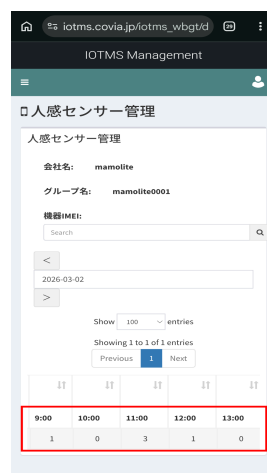 iotms.covia.jp/iotms_wbgt/d
29
IOTMS Management
人感センサー管理
人感センサー管理
会社名: mamolite
グループ名: mamolite0001
機器IMEI:
Search
<
2026-03-02
>
Show 100 entries
Showing 1 to 1 of 1 entries
Previous 1 Next
9:00 10:00 11:00 12:00 13:00
1 0 3 1 0